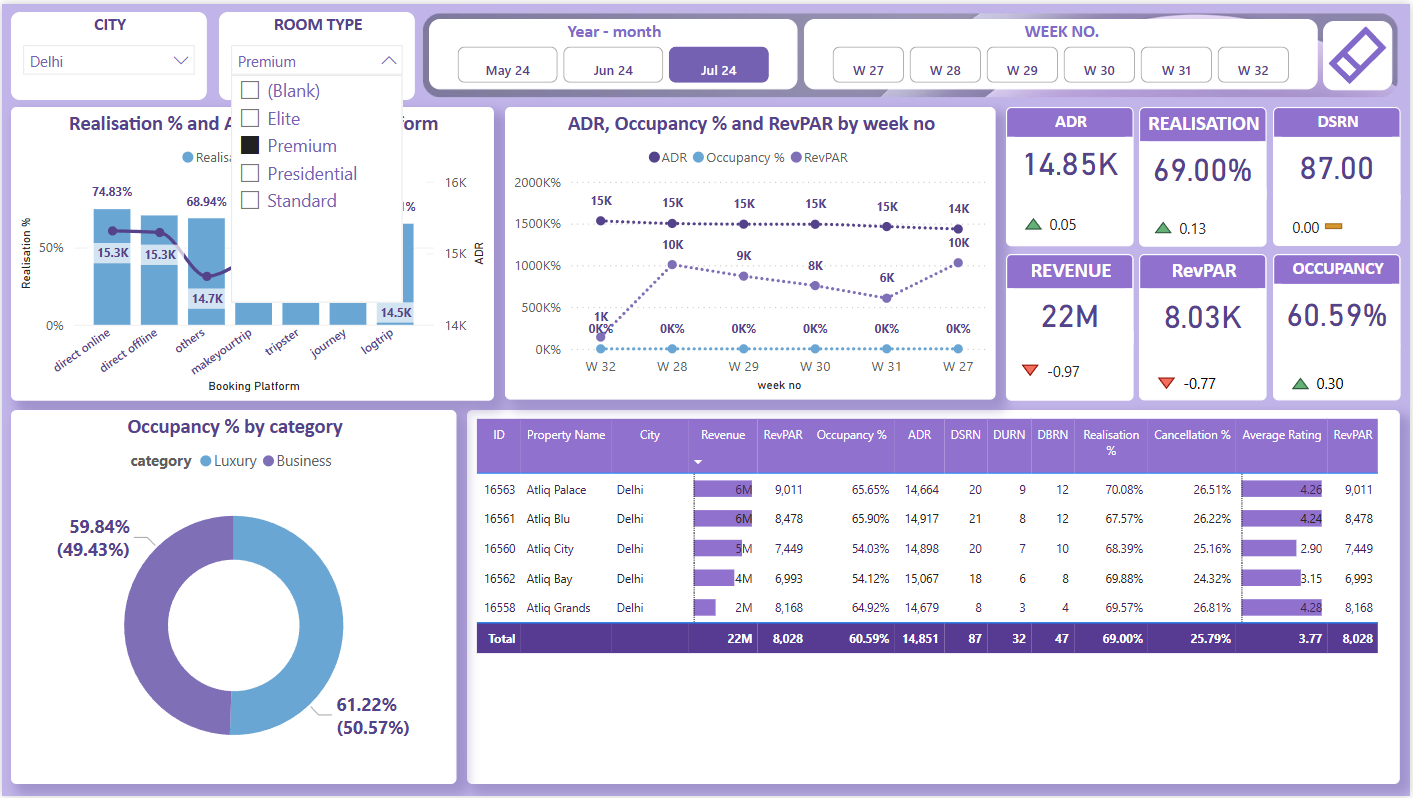 CITY
Delhi
ROOM TYPE
Premium
(Blank)
Elite
Premium
Presidential
Standard
Year - month
May 24
Jun 24
Jul 24
WEEK NO.
W 27
W 28
W 29
W 30
W 31
W 32
Realisation % and
form
74.83%
68.94%
15.3K
15.3K
14.7K
14.5K
50%
0%
16K
15K
14K
Realisation %
ADR
direct online
direct offline
others
makeyourtrip
tripster
journey
logtrip
Booking Platform
ADR, Occupancy % and RevPAR by week no
ADR Occupancy % RevPAR
2000K%
1500K%
1000K%
500K%
0K%
15K 15K 15K 15K 15K 14K
1K 10K 9K 8K 6K 10K
0K% 0K% 0K% 0K% 0K% 0K%
W 32 W 28 W 29 W 30 W 31 W 27
week no
ADR
14.85K
0.05
REALISATION
69.00%
0.13
DSRN
87.00
0.00
REVENUE
22M
-0.97
RevPAR
8.03K
-0.77
OCCUPANCY
60.59%
0.30
Occupancy % by category
category Luxury Business
59.84%
(49.43%)
61.22%
(50.57%)
ID Property Name City Revenue RevPAR Occupancy % ADR DSRN DURN DBRN Realisation % Cancellation % Average Rating RevPAR
16563 Atliq Palace Delhi 6M 9,011 65.65% 14,664 20 9 12 70.08% 26.51% 4.26 9,011
16561 Atliq Blu Delhi 6M 8,478 65.90% 14,917 21 8 12 67.57% 26.22% 4.24 8,478
16560 Atliq City Delhi 5M 7,449 54.03% 14,898 20 7 10 68.39% 25.16% 2.90 7,449
16562 Atliq Bay Delhi 4M 6,993 54.12% 15,067 18 6 8 69.88% 24.32% 3.15 6,993
16558 Atliq Grands Delhi 2M 8,168 64.92% 14,679 8 3 4 69.57% 26.81% 4.28 8,168
Total 22M 8,028 60.59% 14,851 87 32 47 69.00% 25.79% 3.77 8,028